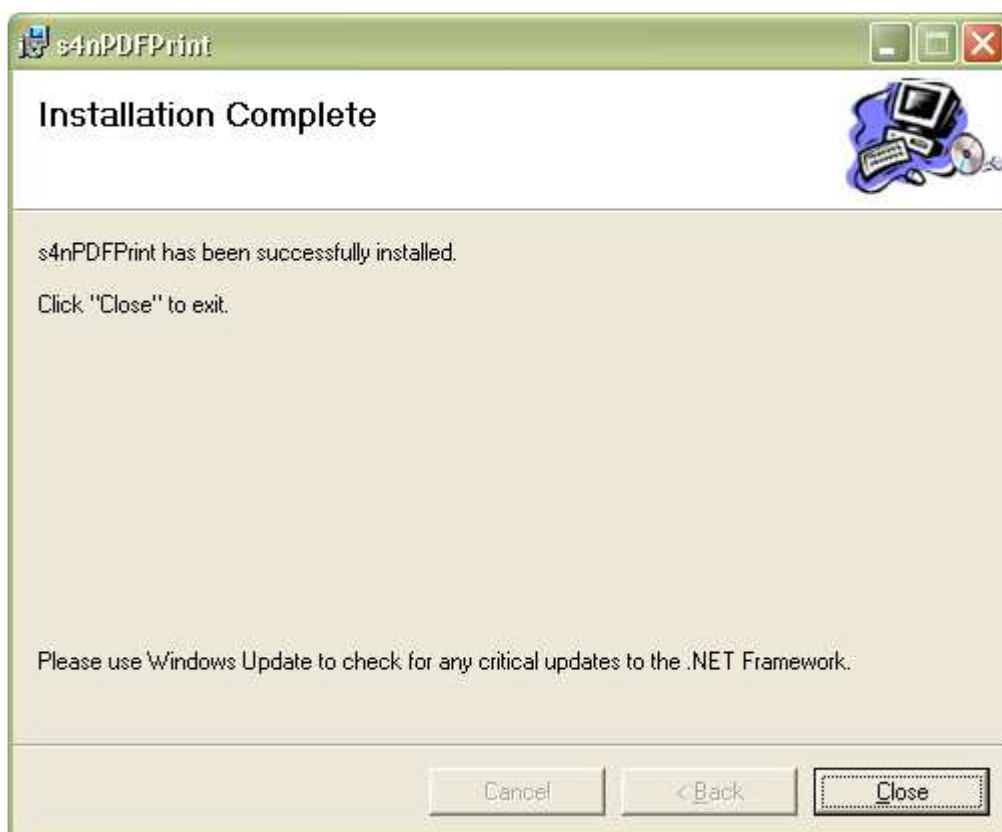 s4nPDFPrint
Installation Complete
s4nPDFPrint has been successfully installed.
Click "Close" to exit.
Please use Windows Update to check for any critical updates to the .NET Framework.
Cancel
< Back
Close